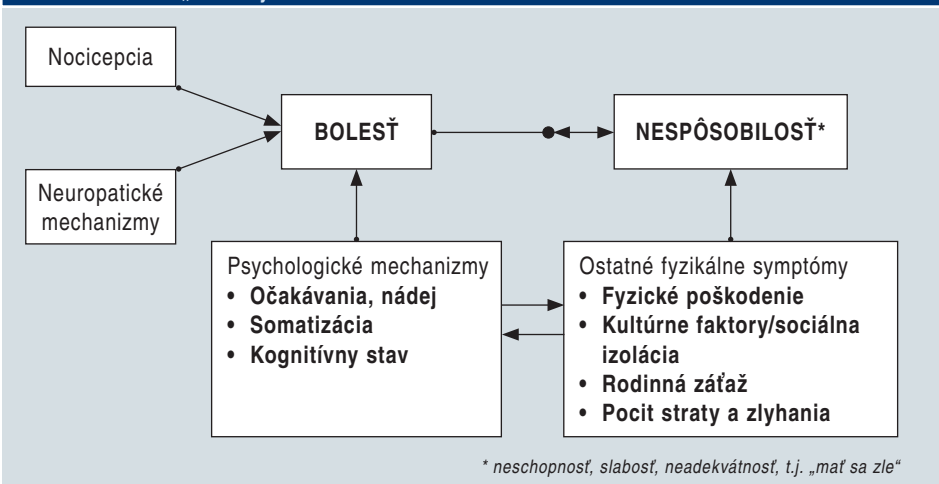 Nocicepcia
BOLESŤ
NESPÔSOBILOSŤ*
Neuropatické
mechanizmy
Psychologické mechanizmy
• Očakávania, nádej
• Somatizácia
• Kognitívny stav
Ostatné fyzikálne symptómy
• Fyzické poškodenie
• Kultúrne faktory/sociálna
izolácia
• Rodinná záťaž
• Pocit straty a zlyhania
* neschopnosť, slabosť, neadekvátnosť, t.j. „mať sa zle“